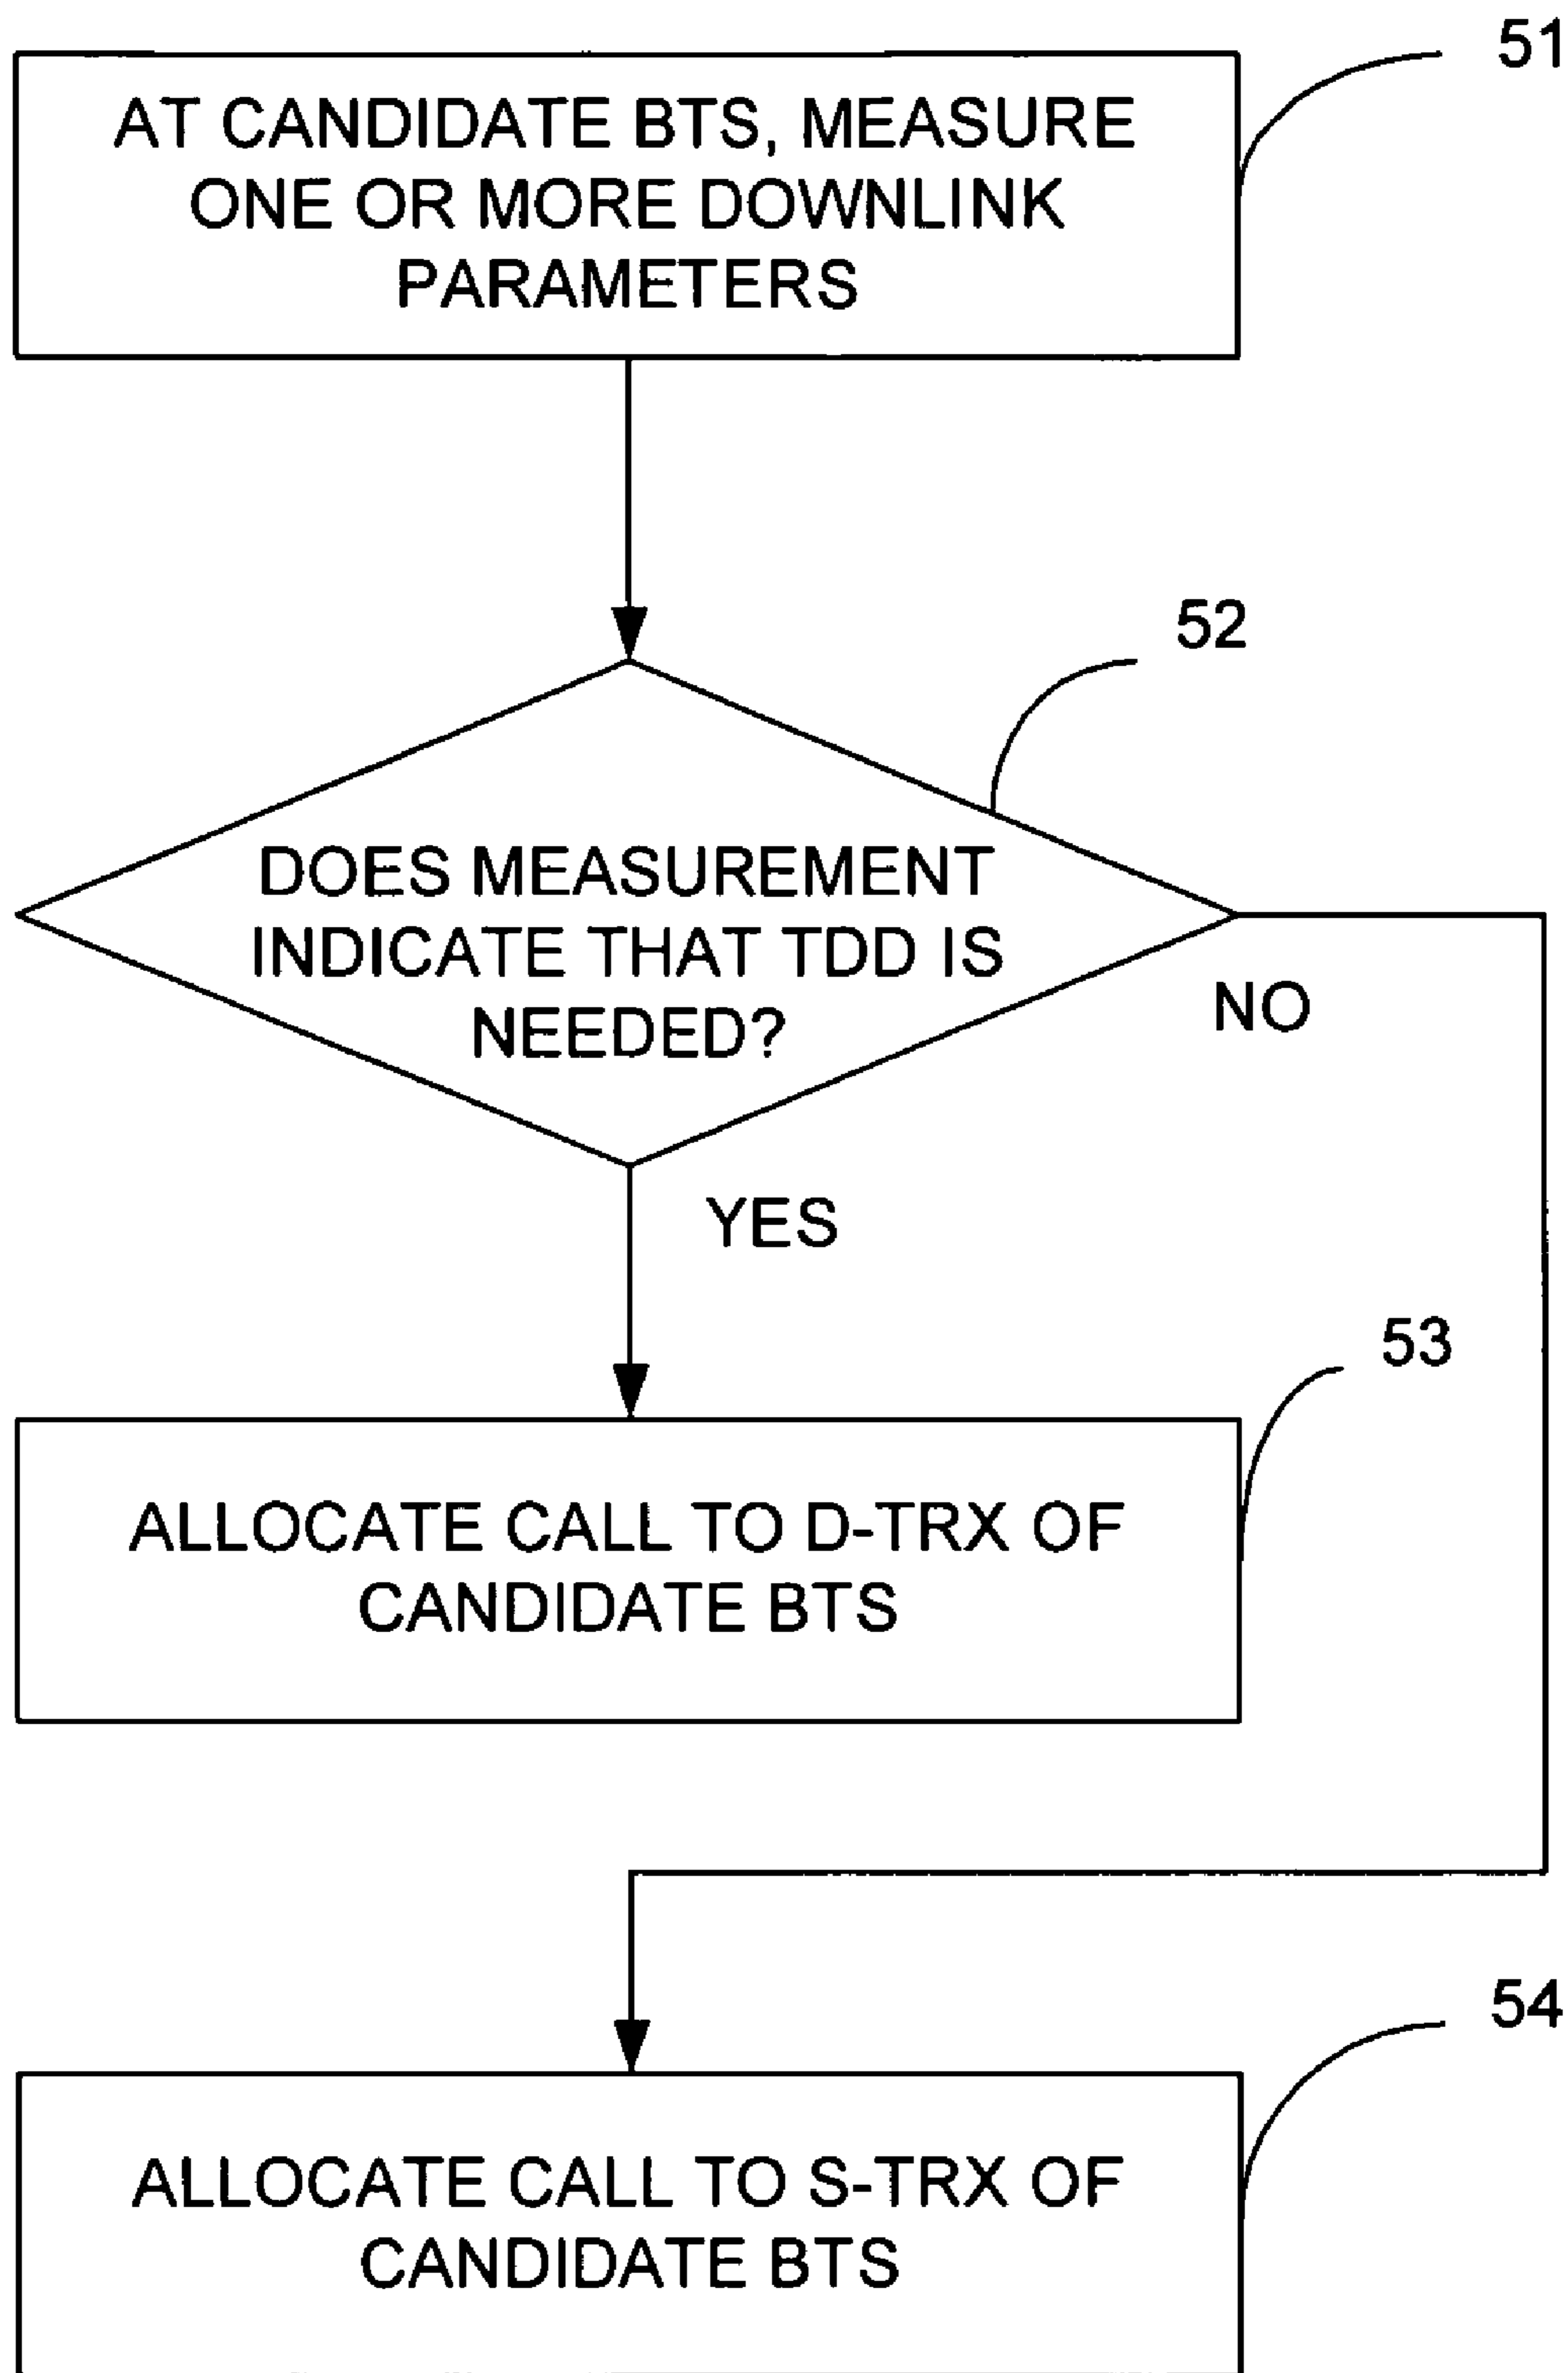 51
AT CANDIDATE BTS, MEASURE
ONE OR MORE DOWNLINK
PARAMETERS
52
DOES MEASUREMENT
INDICATE THAT TDD IS
NEEDED?
NO
YES
53
ALLOCATE CALL TO D-TRX OF
CANDIDATE BTS
54
ALLOCATE CALL TO S-TRX OF
CANDIDATE BTS